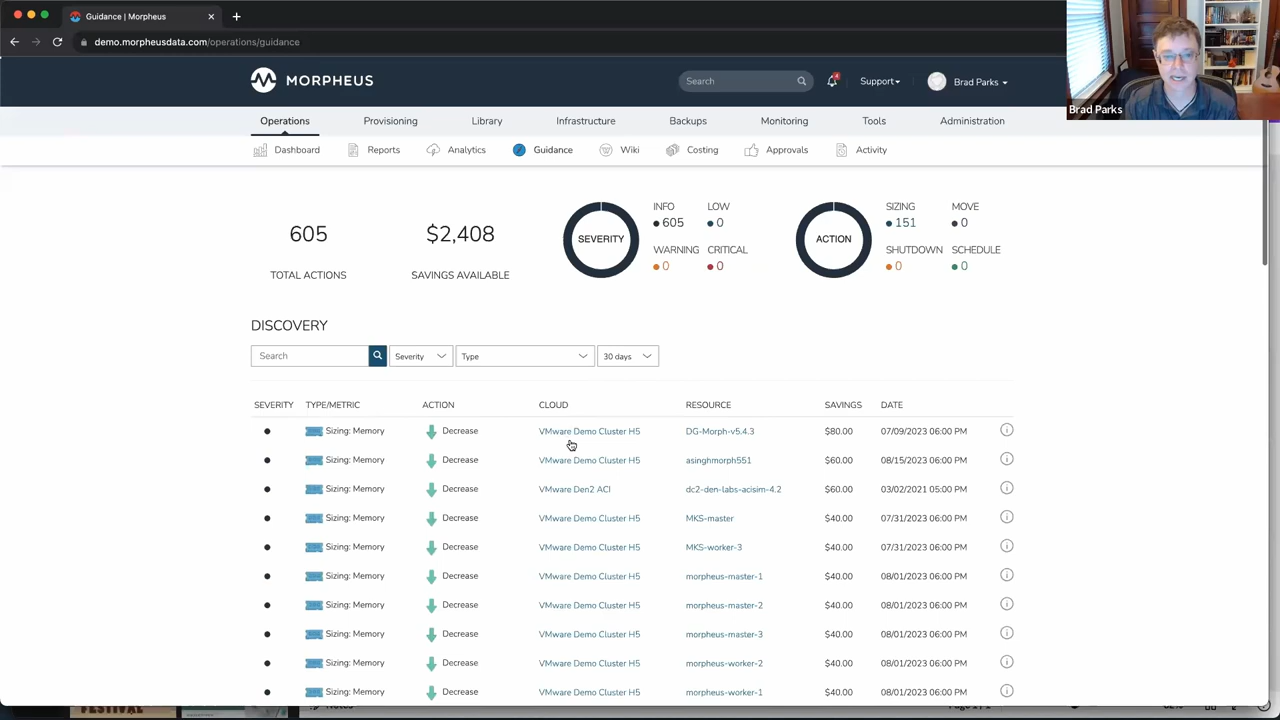 Guidance | Morpheus
demo.morpheusdata.com/operations/guidance
Brad Parks
MORPHEUS
Search
4
Support
Brad Parks
Operations Provisioning Library Infrastructure Backups Monitoring Tools Administration
Dashboard Reports Analytics Guidance Wiki Costing Approvals Activity
605
TOTAL ACTIONS
$2,408
SAVINGS AVAILABLE
SEVERITY
INFO LOW
605 0
WARNING CRITICAL
0 0
ACTION
SIZING MOVE
151 0
SHUTDOWN SCHEDULE
0 0
DISCOVERY
Search Severity Type 30 days
SEVERITY TYPE/METRIC ACTION CLOUD RESOURCE SAVINGS DATE
Sizing: Memory Decrease VMware Demo Cluster H5 DG-Morph-v5.4.3 $80.00 07/09/2023 06:00 PM
Sizing: Memory Decrease VMware Demo Cluster H5 asinghmorph551 $60.00 08/15/2023 06:00 PM
Sizing: Memory Decrease VMware Den2 ACI dc2-den-labs-acisim-4.2 $60.00 03/02/2021 05:00 PM
Sizing: Memory Decrease VMware Demo Cluster H5 MKS-master $40.00 07/31/2023 06:00 PM
Sizing: Memory Decrease VMware Demo Cluster H5 MKS-worker-3 $40.00 07/31/2023 06:00 PM
Sizing: Memory Decrease VMware Demo Cluster H5 morpheus-master-1 $40.00 08/01/2023 06:00 PM
Sizing: Memory Decrease VMware Demo Cluster H5 morpheus-master-2 $40.00 08/01/2023 06:00 PM
Sizing: Memory Decrease VMware Demo Cluster H5 morpheus-master-3 $40.00 08/01/2023 06:00 PM
Sizing: Memory Decrease VMware Demo Cluster H5 morpheus-worker-2 $40.00 08/01/2023 06:00 PM
Sizing: Memory Decrease VMware Demo Cluster H5 morpheus-worker-1 $40.00 08/01/2023 06:00 PM